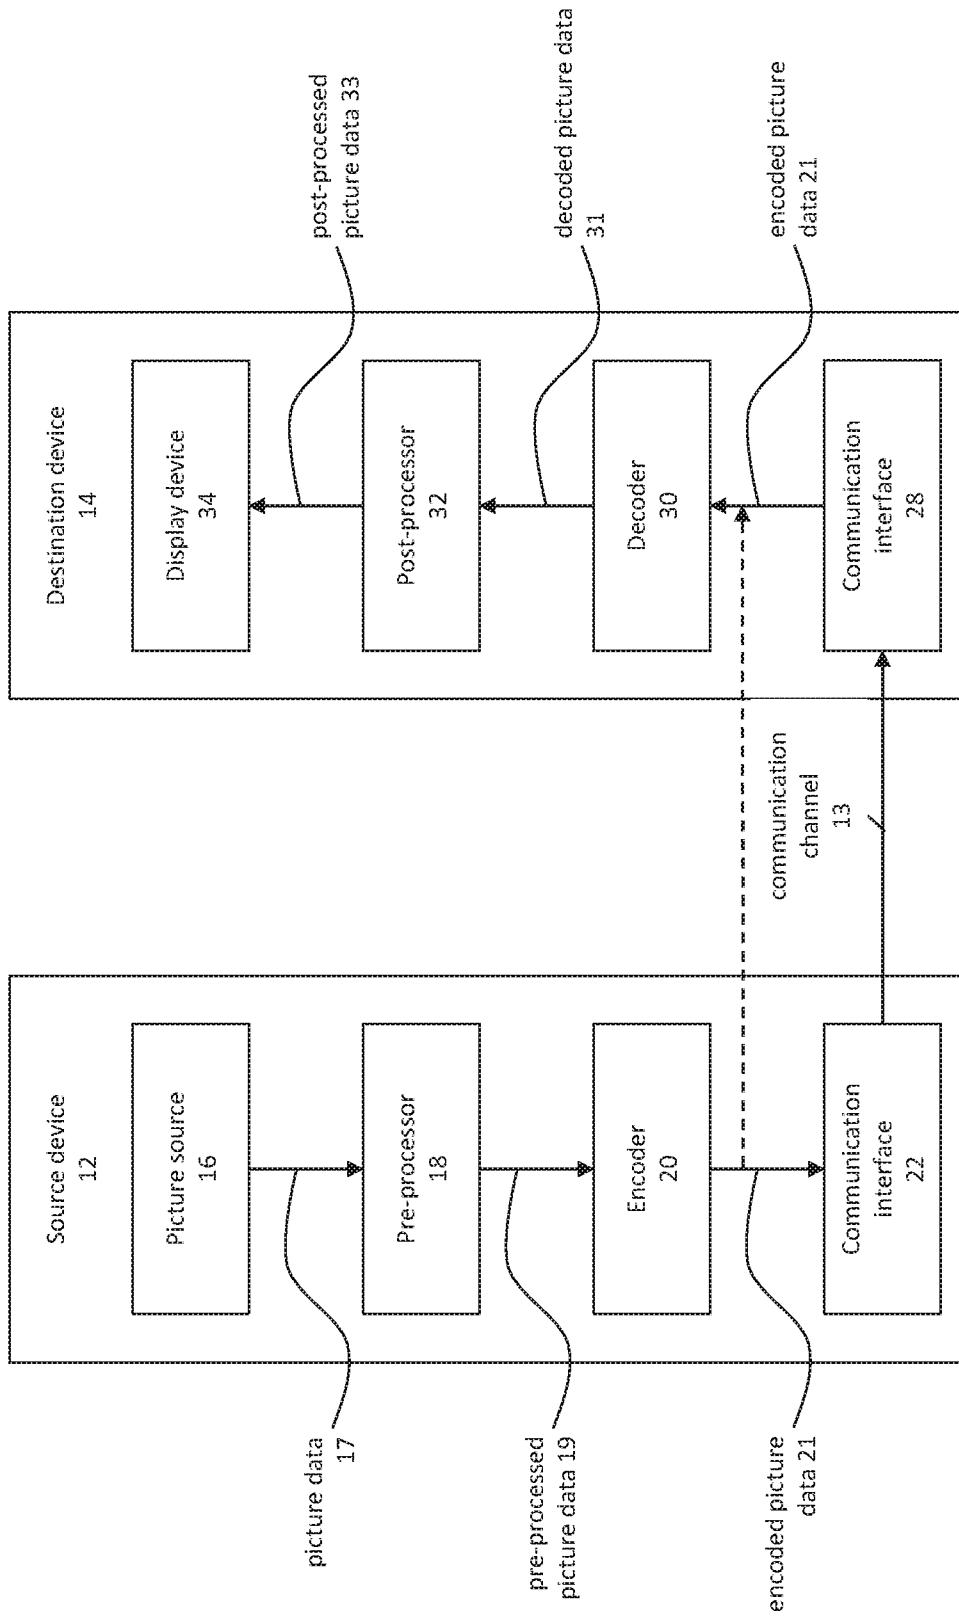 Source device
12
Picture source
16
picture data
17
Pre-processor
18
pre-processed
picture data 19
Encoder
20
encoded picture
data 21
Communication
interface
22
communication
channel
13
Destination device
14
Display device
34
post-processed
picture data 33
Post-processor
32
decoded picture data
31
Decoder
30
encoded picture
data 21
Communication
interface
28